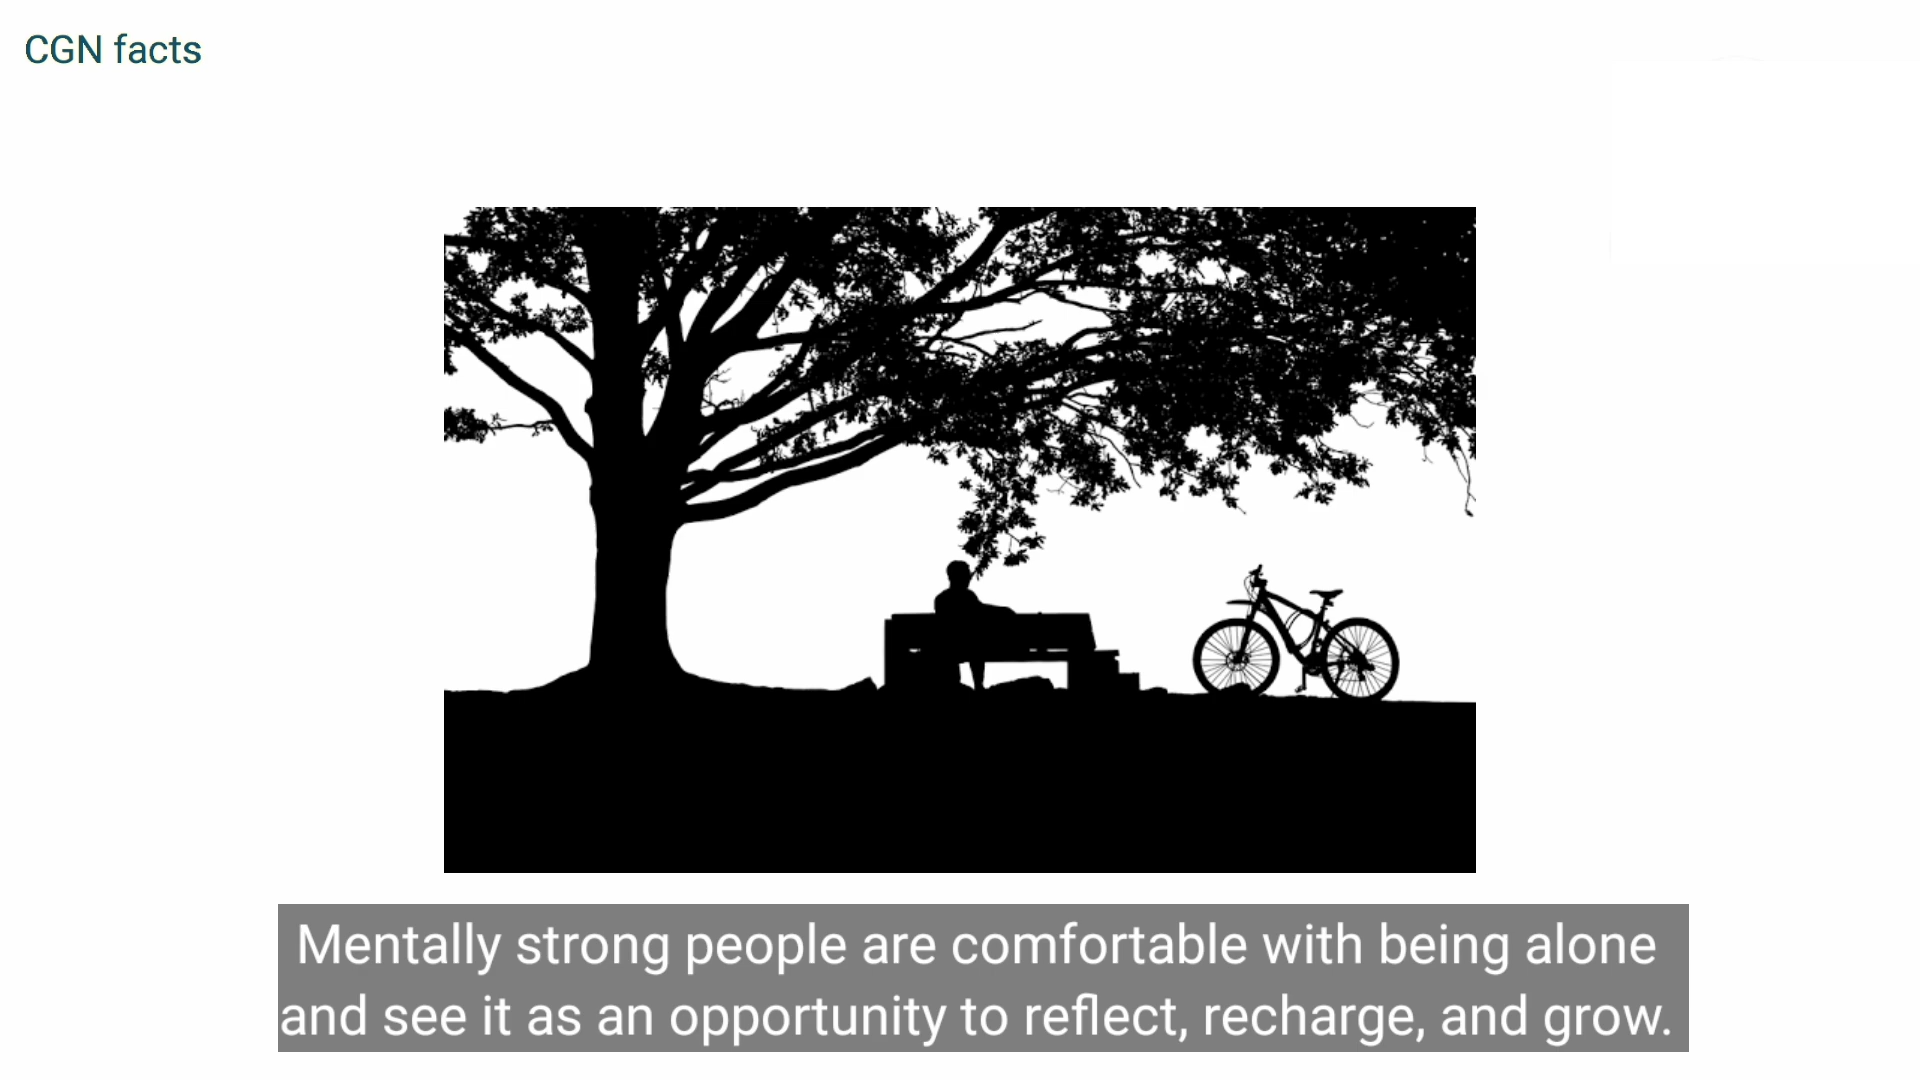 CGN facts
Mentally strong people are comfortable with being alone
and see it as an opportunity to reflect, recharge, and grow.